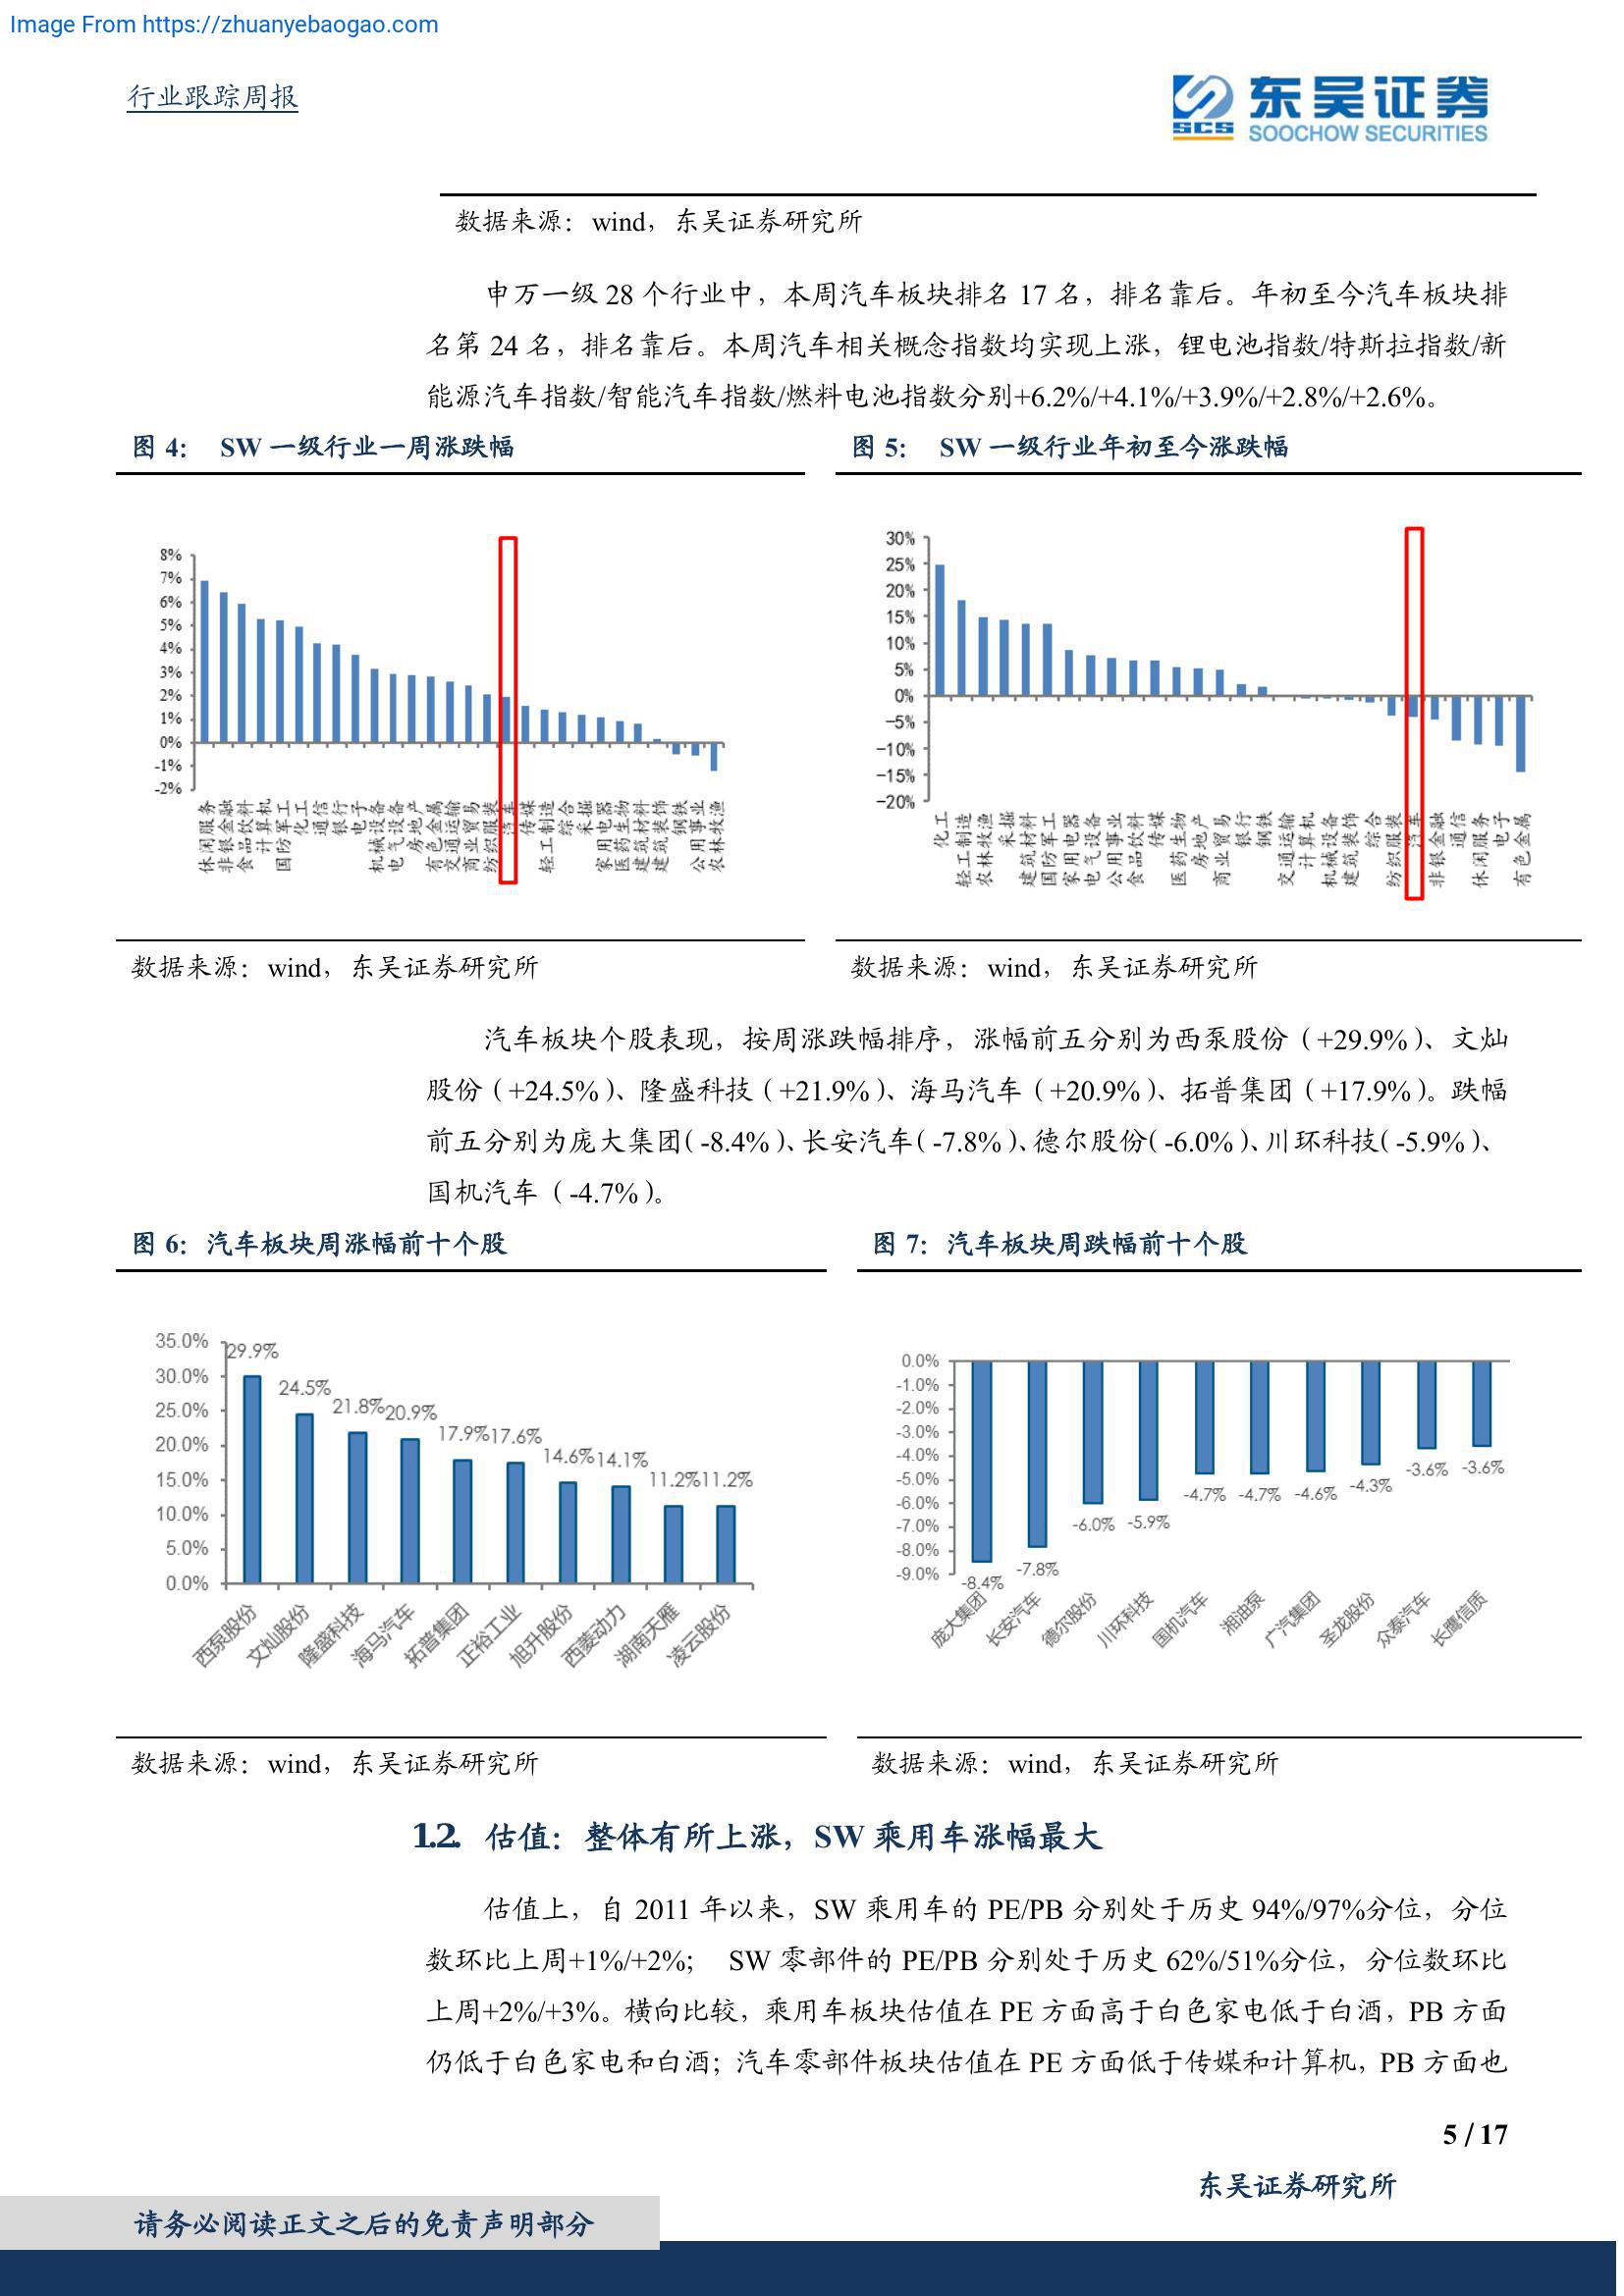 Image From https://zhuanyebaogao.com
行业跟踪周报
SCS 东吴证券
SOOCHOW SECURITIES
数据来源：wind，东吴证券研究所
申万一级 28 个行业中，本周汽车板块排名 17 名，排名靠后。年初至今汽车板块排
名第 24 名，排名靠后。本周汽车相关概念指数均实现上涨，锂电池指数/特斯拉指数/新
能源汽车指数/智能汽车指数/燃料电池指数分别+6.2%/+4.1%/+3.9%/+2.8%/+2.6%。
图 4： SW 一级行业一周涨跌幅
8%
7%
6%
5%
4%
3%
2%
1%
0%
-1%
-2%
休闲服务 非银金融 食品饮料 计算机 国防军工 化工 通信 银行 电子 机械设备 电气设备 房地产 有色金属 交通运输 商业贸易 纺织服装 汽车 传媒 轻工制造 综合 采掘 家用电器 医药生物 建筑材料 建筑装饰 钢铁 公用事业 农林牧渔
图 5： SW 一级行业年初至今涨跌幅
30%
25%
20%
15%
10%
5%
0%
-5%
-10%
-15%
-20%
化工 轻工制造 农林牧渔 采掘 建筑材料 国防军工 家用电器 电气设备 公用事业 食品饮料 传媒 医药生物 房地产 商业贸易 银行 钢铁 交通运输 计算机 机械设备 建筑装饰 综合 纺织服装 汽车 非银金融 通信 休闲服务 电子 有色金属
数据来源：wind，东吴证券研究所
数据来源：wind，东吴证券研究所
汽车板块个股表现，按周涨跌幅排序，涨幅前五分别为西泵股份（+29.9%）、文灿
股份（+24.5%）、隆盛科技（+21.9%）、海马汽车（+20.9%）、拓普集团（+17.9%）。跌幅
前五分别为庞大集团（-8.4%）、长安汽车（-7.8%）、德尔股份（-6.0%）、川环科技（-5.9%）、
国机汽车（-4.7%）。
图 6：汽车板块周涨幅前十个股
35.0%
30.0%
25.0%
20.0%
15.0%
10.0%
5.0%
0.0%
29.9% 24.5% 21.8% 20.9% 17.9% 17.6% 14.6% 14.1% 11.2% 11.2%
西泵股份 文灿股份 隆盛科技 海马汽车 拓普集团 正裕工业 旭升股份 西菱动力 湖南天雁 凌云股份
图 7：汽车板块周跌幅前十个股
0.0%
-1.0%
-2.0%
-3.0%
-4.0%
-5.0%
-6.0%
-7.0%
-8.0%
-9.0%
-8.4% -7.8% -6.0% -5.9% -4.7% -4.7% -4.6% -4.3% -3.6% -3.6%
庞大集团 长安汽车 德尔股份 川环科技 国机汽车 湘油泵 广汽集团 圣龙股份 众泰汽车 长鹰信质
数据来源：wind，东吴证券研究所
数据来源：wind，东吴证券研究所
1.2. 估值：整体有所上涨，SW 乘用车涨幅最大
估值上，自 2011 年以来，SW 乘用车的 PE/PB 分别处于历史 94%/97%分位，分位
数环比上周+1%/+2%； SW 零部件的 PE/PB 分别处于历史 62%/51%分位，分位数环比
上周+2%/+3%。横向比较，乘用车板块估值在 PE 方面高于白色家电低于白酒，PB 方面
仍低于白色家电和白酒；汽车零部件板块估值在 PE 方面低于传媒和计算机，PB 方面也
5 / 17
东吴证券研究所
请务必阅读正文之后的免责声明部分